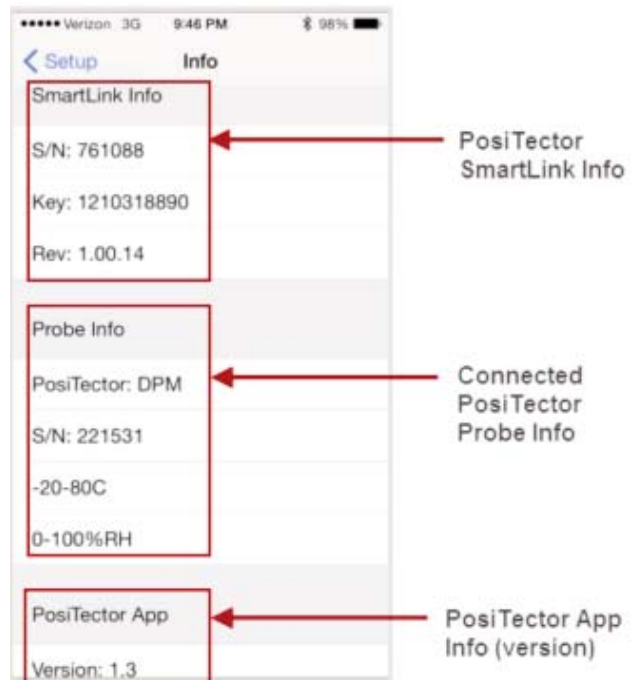 Verizon 3G 9:46 PM 98%
Setup Info
SmartLink Info
S/N: 761088
Key: 1210318890
Rev: 1.00.14
PosiTector
SmartLink Info
Probe Info
PosiTector: DPM
S/N: 221531
-20-80C
0-100%RH
Connected
PosiTector
Probe Info
PosiTector App
Version: 1.3
PosiTector App
Info (version)